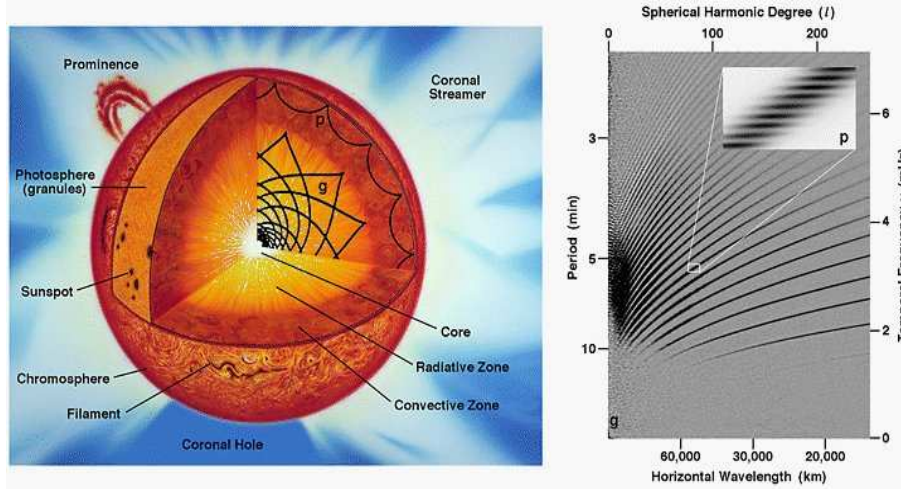 Prominence
Coronal
Streamer
Photosphere
(granules)
p
g
Sunspot
Core
Radiative Zone
Chromosphere
Convective Zone
Filament
Coronal Hole
Spherical Harmonic Degree (l)
0 100 200
p
6
3
Period (min)
4
5
2
10
g
0
60,000 30,000 20,000
Horizontal Wavelength (km)